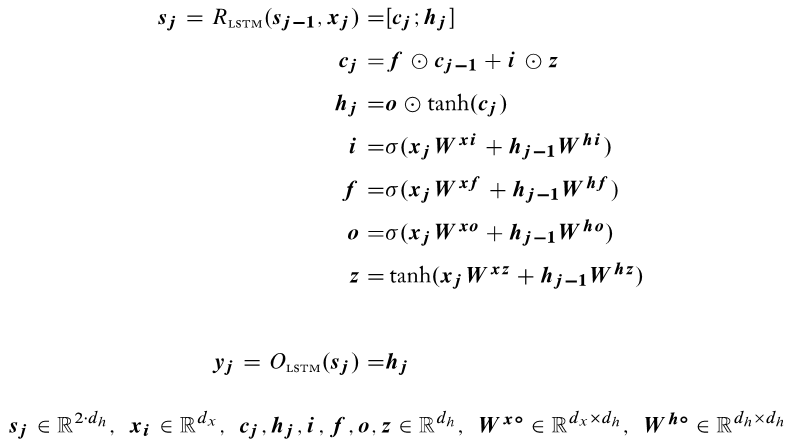 s_j = R_LSTM(s_{j−1}, x_j) =[c_j; h_j]
c_j =f ⊙ c_{j−1} + i ⊙ z
h_j =o ⊙ tanh(c_j)
i =σ(x_j W^{xi} + h_{j−1} W^{hi})
f =σ(x_j W^{xf} + h_{j−1} W^{hf})
o =σ(x_j W^{xo} + h_{j−1} W^{ho})
z =tanh(x_j W^{xz} + h_{j−1} W^{hz})
y_j = O_LSTM(s_j) =h_j
s_j ∈ ℝ^{2·d_h}, x_i ∈ ℝ^{d_x}, c_j, h_j, i, f, o, z ∈ ℝ^{d_h}, W^{x∘} ∈ ℝ^{d_x×d_h}, W^{h∘} ∈ ℝ^{d_h×d_h}